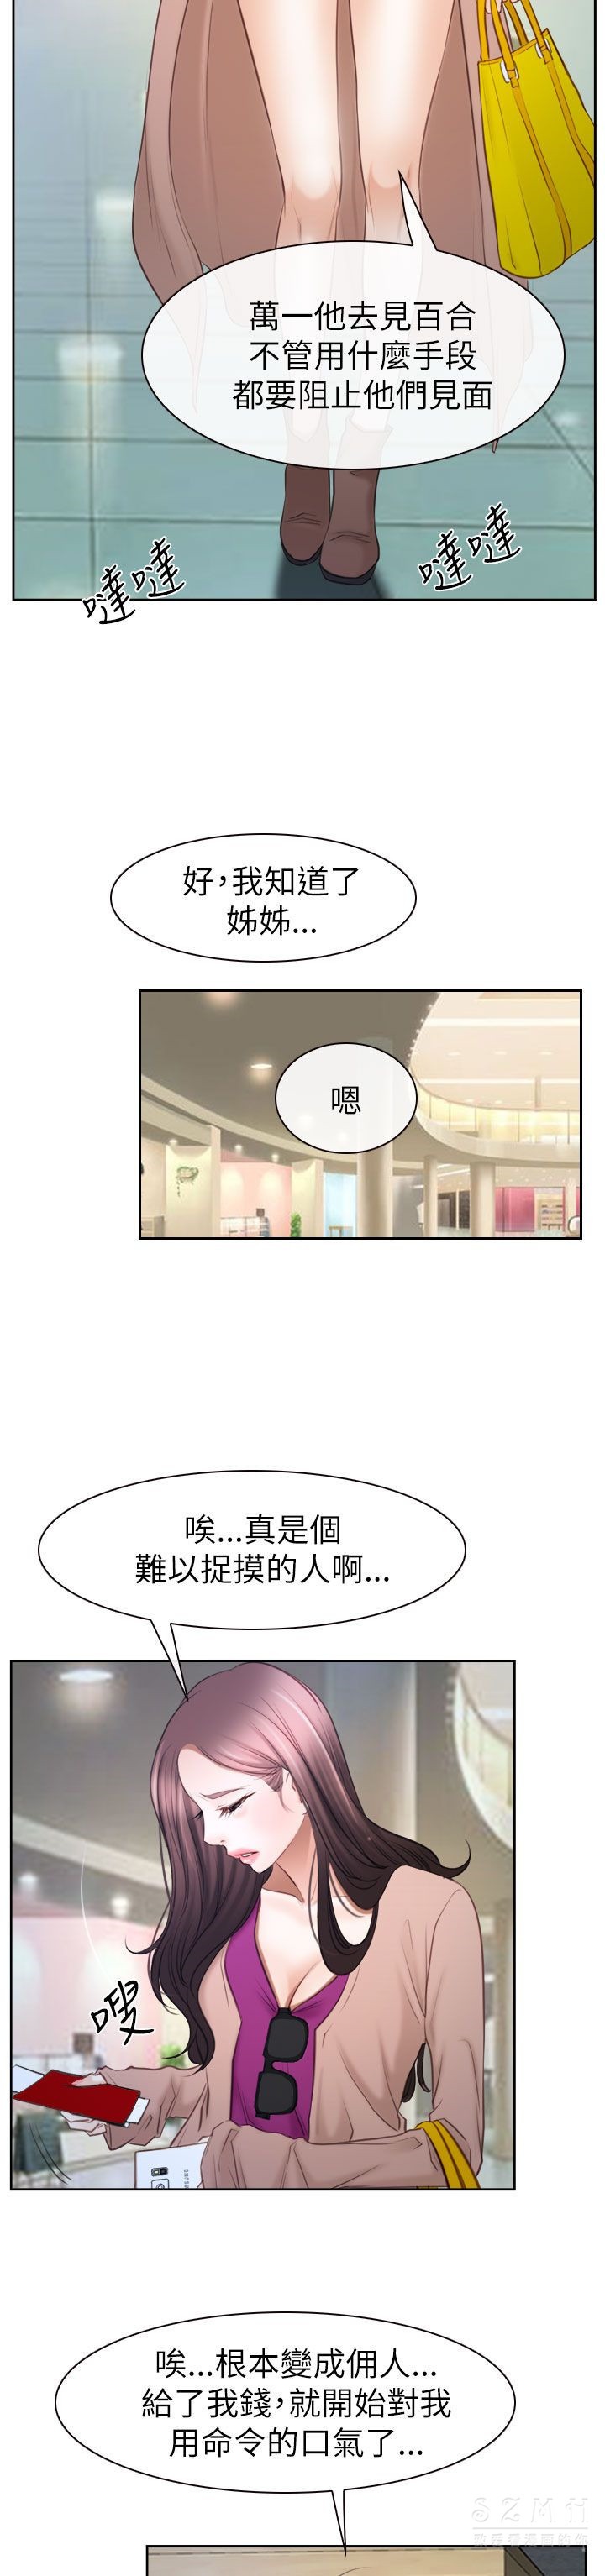 萬一他去見百合
不管用什麼手段
都要阻止他們見面
噠噠
噠噠
好，我知道了
姊姊…
嗯
唉…真是個
難以捉摸的人啊…
嗖
唉…根本變成佣人…
給了我錢，就開始對我
用命令的口氣了…
SZMH